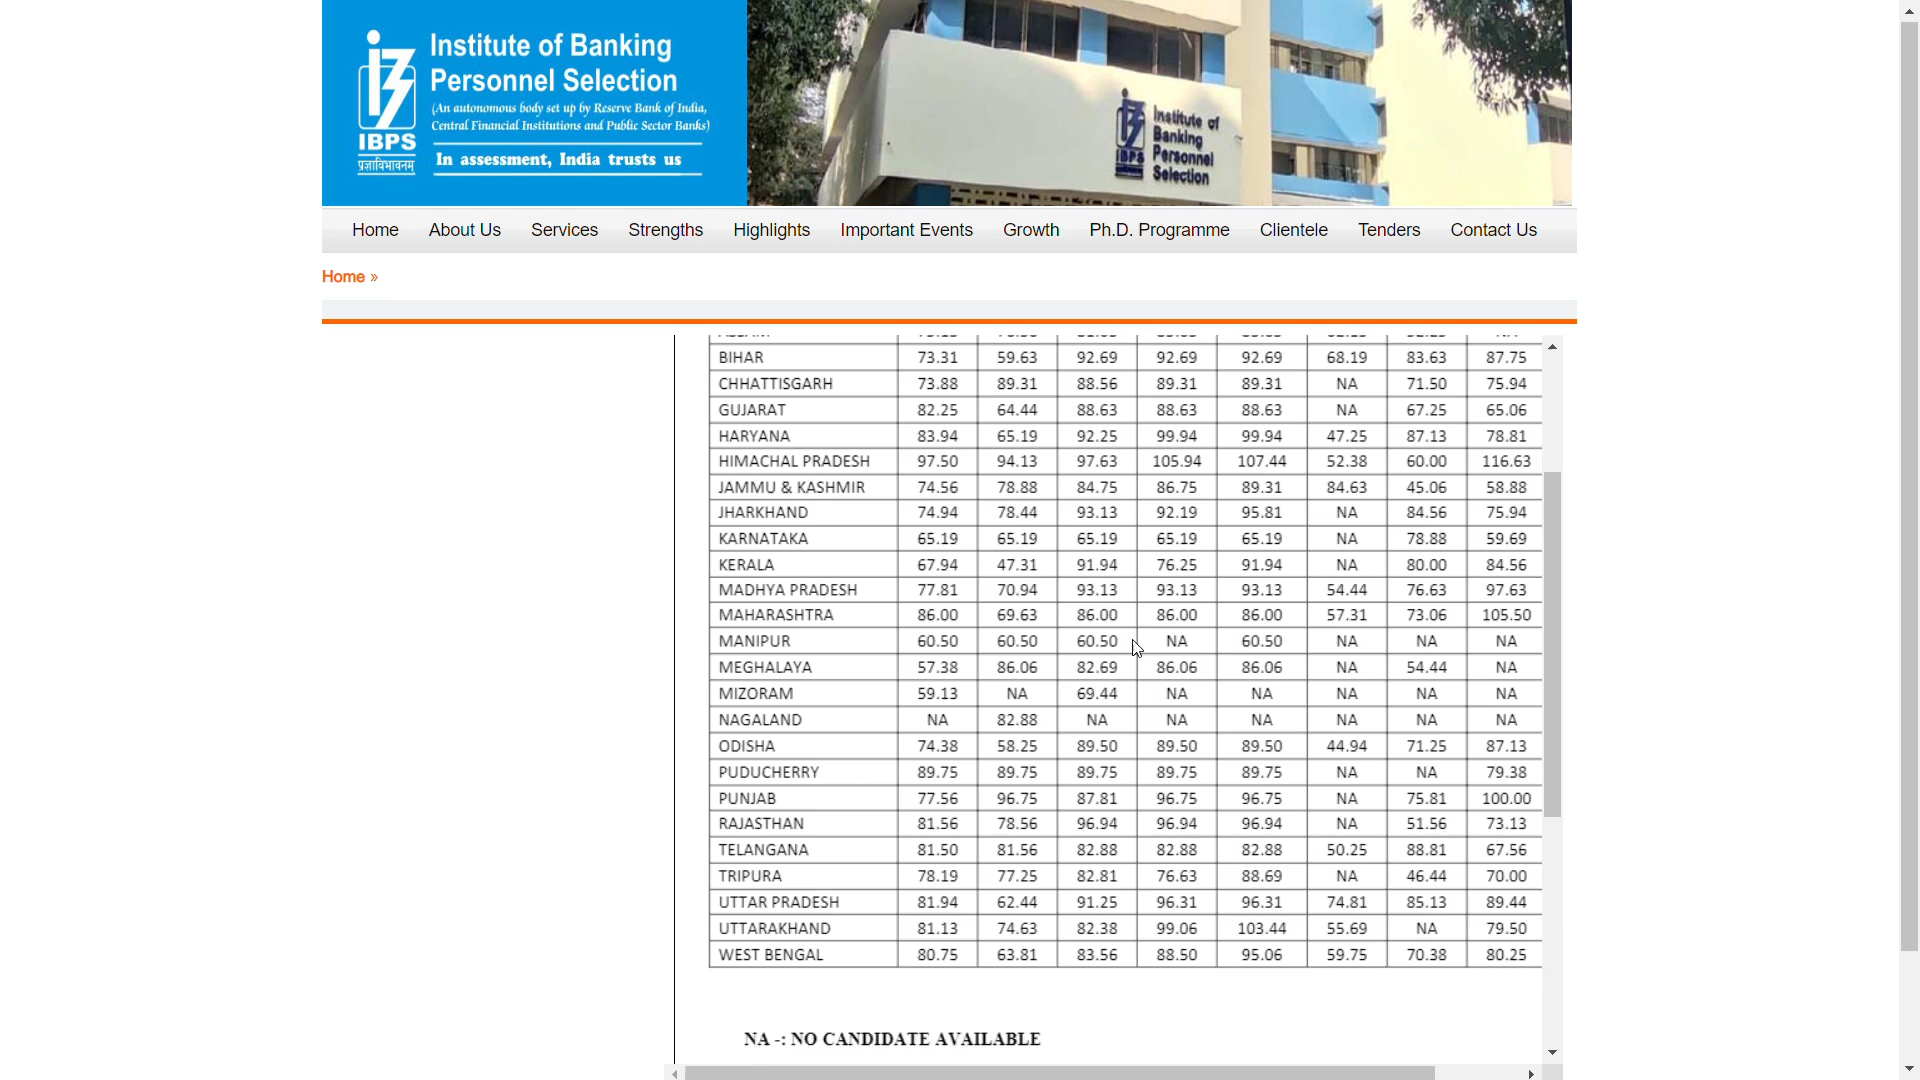 Institute of Banking
Personnel Selection
(An autonomous body set up by Reserve Bank of India,
Central Financial Institutions and Public Sector Banks)
IBPS
प्रज्ञाविभावनम्
In assessment, India trusts us
Institute of
Banking
Personnel
Selection
IBPS
Home About Us Services Strengths Highlights Important Events Growth Ph.D. Programme Clientele Tenders Contact Us
Home »
BIHAR 73.31 59.63 92.69 92.69 92.69 68.19 83.63 87.75
CHHATTISGARH 73.88 89.31 88.56 89.31 89.31 NA 71.50 75.94
GUJARAT 82.25 64.44 88.63 88.63 88.63 NA 67.25 65.06
HARYANA 83.94 65.19 92.25 99.94 99.94 47.25 87.13 78.81
HIMACHAL PRADESH 97.50 94.13 97.63 105.94 107.44 52.38 60.00 116.63
JAMMU & KASHMIR 74.56 78.88 84.75 86.75 89.31 84.63 45.06 58.88
JHARKHAND 74.94 78.44 93.13 92.19 95.81 NA 84.56 75.94
KARNATAKA 65.19 65.19 65.19 65.19 65.19 NA 78.88 59.69
KERALA 67.94 47.31 91.94 76.25 91.94 NA 80.00 84.56
MADHYA PRADESH 77.81 70.94 93.13 93.13 93.13 54.44 76.63 97.63
MAHARASHTRA 86.00 69.63 86.00 86.00 86.00 57.31 73.06 105.50
MANIPUR 60.50 60.50 60.50 NA 60.50 NA NA NA
MEGHALAYA 57.38 86.06 82.69 86.06 86.06 NA 54.44 NA
MIZORAM 59.13 NA 69.44 NA NA NA NA NA
NAGALAND NA 82.88 NA NA NA NA NA NA
ODISHA 74.38 58.25 89.50 89.50 89.50 44.94 71.25 87.13
PUDUCHERRY 89.75 89.75 89.75 89.75 89.75 NA NA 79.38
PUNJAB 77.56 96.75 87.81 96.75 96.75 NA 75.81 100.00
RAJASTHAN 81.56 78.56 96.94 96.94 96.94 NA 51.56 73.13
TELANGANA 81.50 81.56 82.88 82.88 82.88 50.25 88.81 67.56
TRIPURA 78.19 77.25 82.81 76.63 88.69 NA 46.44 70.00
UTTAR PRADESH 81.94 62.44 91.25 96.31 96.31 74.81 85.13 89.44
UTTARAKHAND 81.13 74.63 82.38 99.06 103.44 55.69 NA 79.50
WEST BENGAL 80.75 63.81 83.56 88.50 95.06 59.75 70.38 80.25
NA -: NO CANDIDATE AVAILABLE